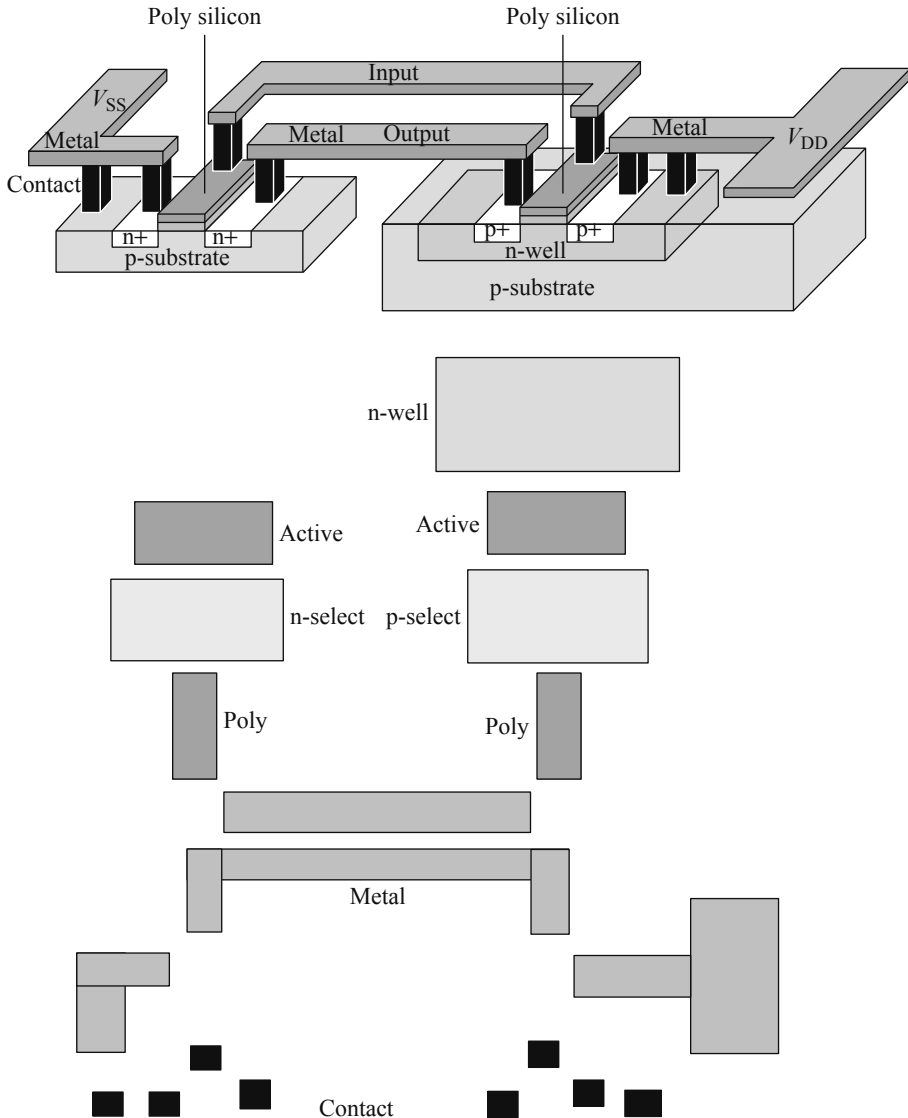 Poly silicon
Poly silicon
Input
VSS
Metal
Metal Output
Metal
VDD
Contact
n+
n+
p+
p+
p-substrate
n-well
p-substrate
n-well
Active
Active
n-select
p-select
Poly
Poly
Metal
Contact